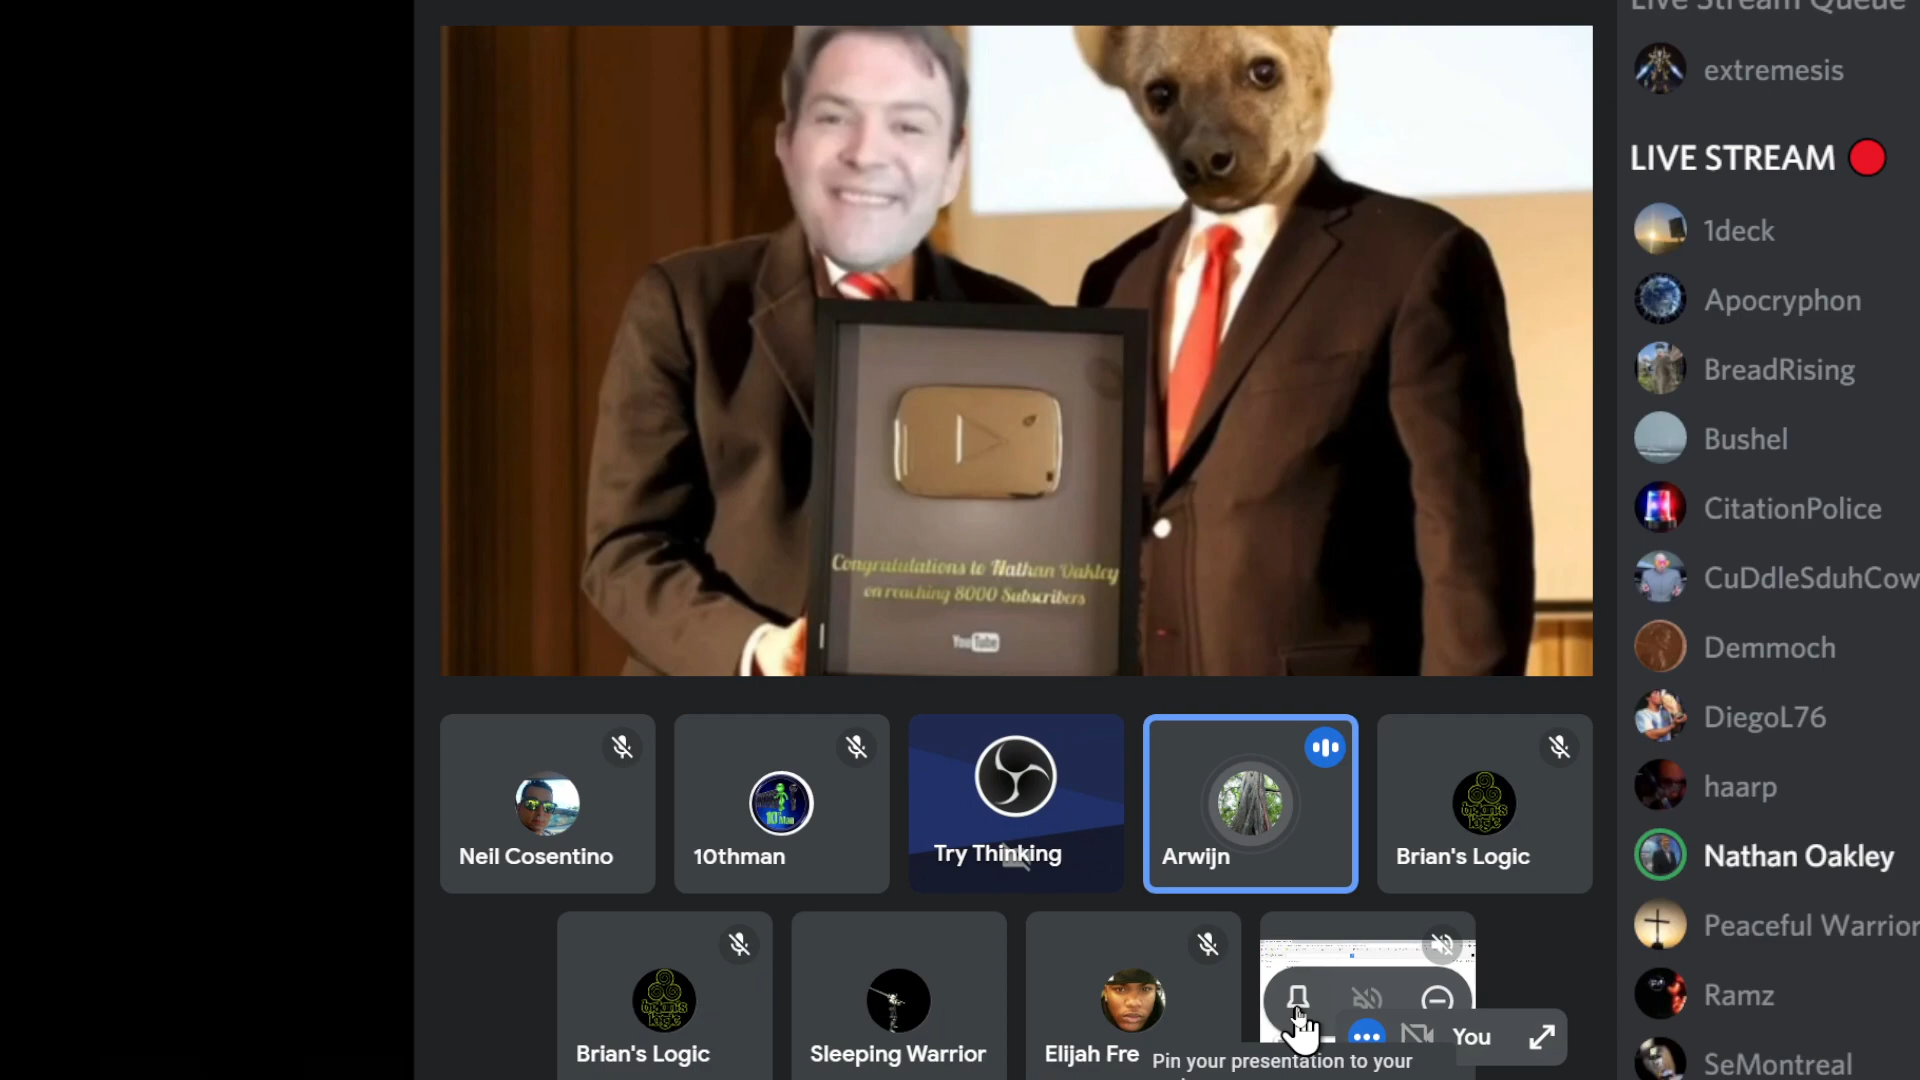 Live Stream Queue
extremesis
LIVE STREAM
1deck
Apocryphon
BreadRising
Bushel
CitationPolice
CuDdleSduhCow
Demmoch
DiegoL76
haarp
Nathan Oakley
Peaceful Warrior
Ramz
SeMontreal
Congratulations to Nathan Oakley
on reaching 8000 Subscribers
YouTube
Neil Cosentino
10thman
Try Thinking
Arwijn
Brian's Logic
Brian's Logic
Sleeping Warrior
Elijah Fre
You
Pin your presentation to your